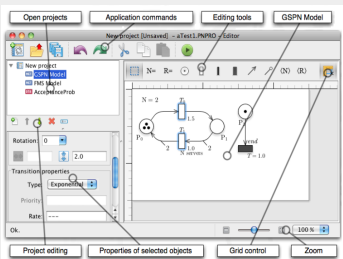 Open projects
Application commands
Editing tools
GSPN Model
New project [Unsaved] - aTest1.PNPRO - Editor
New project
GSPN Model
FMS Model
AcceptanceProb
N= R= (N) (R)
N = 2
1.5
P₀
2
2
P₁
1.0
N servers
P₂
end
T = 1.0
Rotation: 0
2.0
Transition properties
Type: Exponential
Priority:
Rate: ---
Ok.
100 %
Project editing
Properties of selected objects
Grid control
Zoom